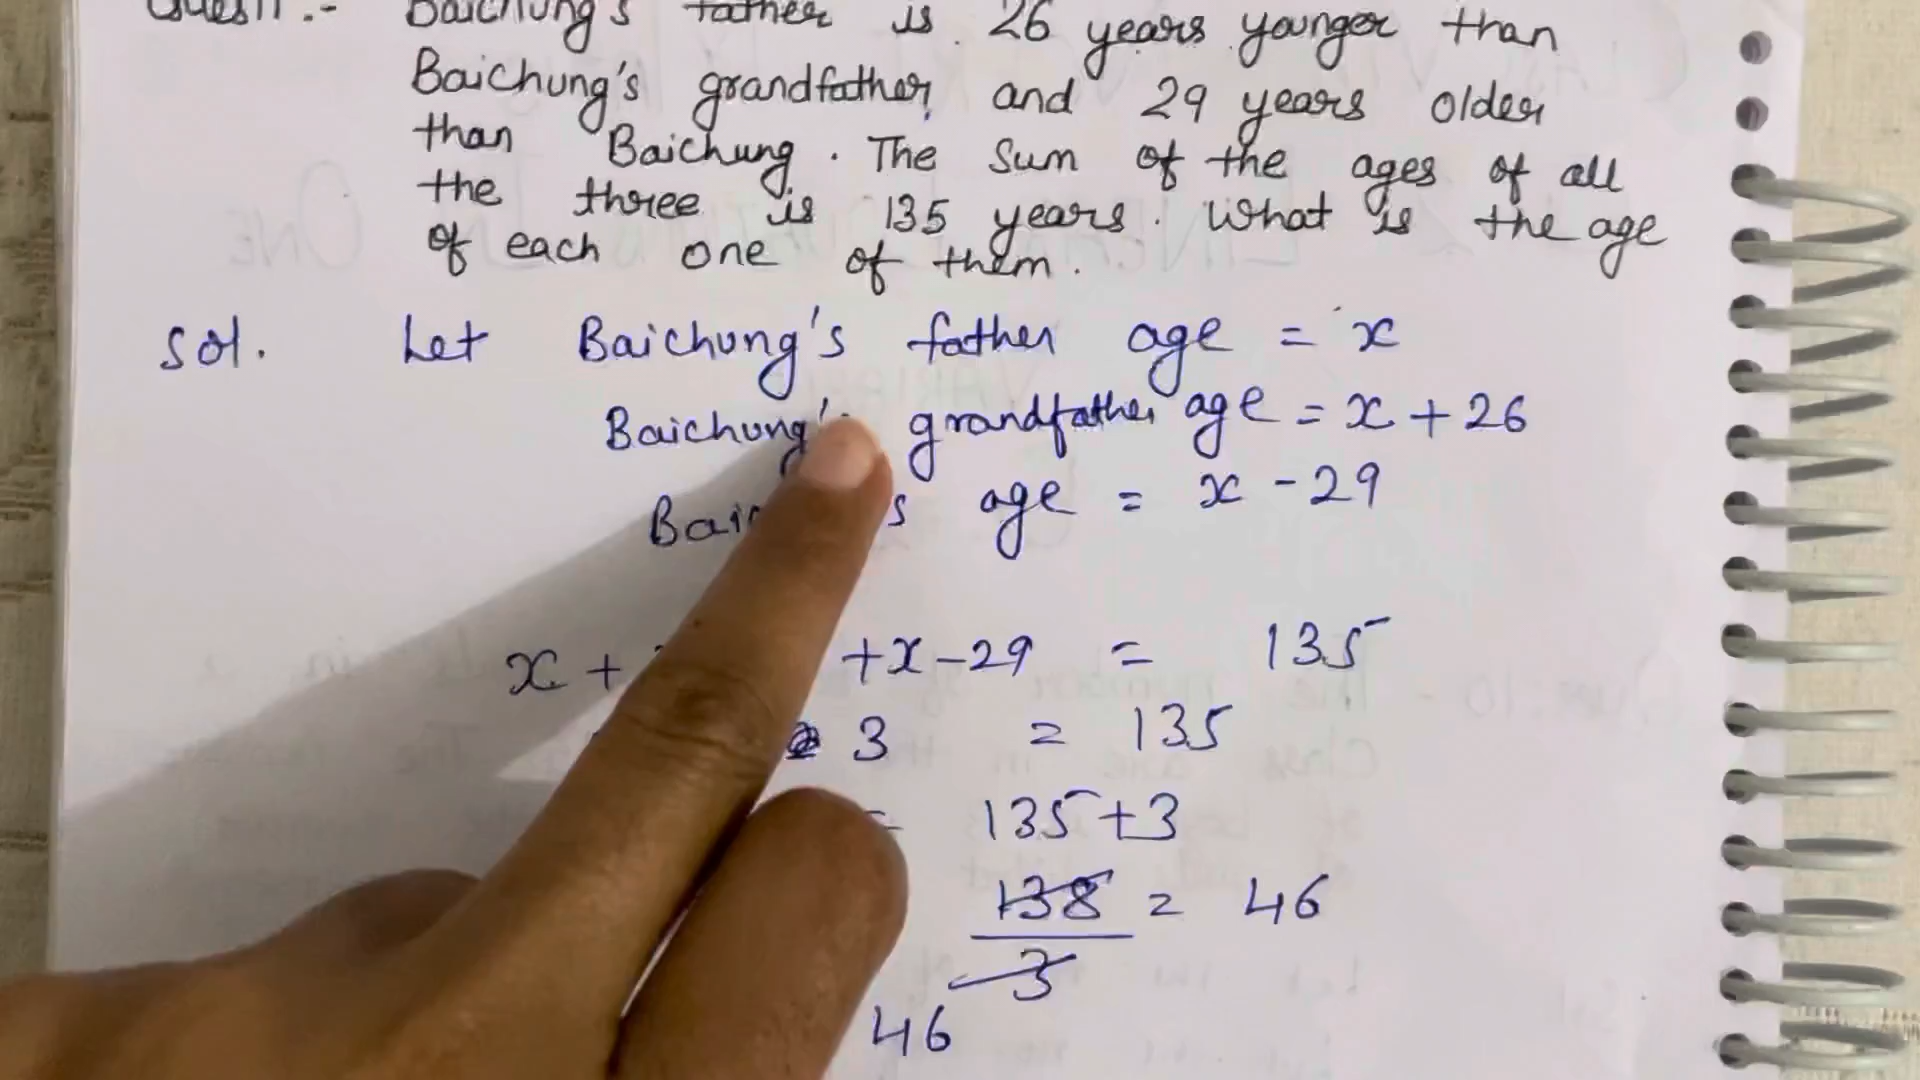 Baichung's father is 26 years younger than
Baichung's grandfather and 29 years older
than Baichung. The Sum of the ages of all
the three is 135 years. What is the age
of each one of them.
Sol. Let Baichung's father age = x
Baichung's grandfather age = x + 26
age = x - 29
x + +x-29 = 135
3 = 135
135+3
138 = 46
3
46